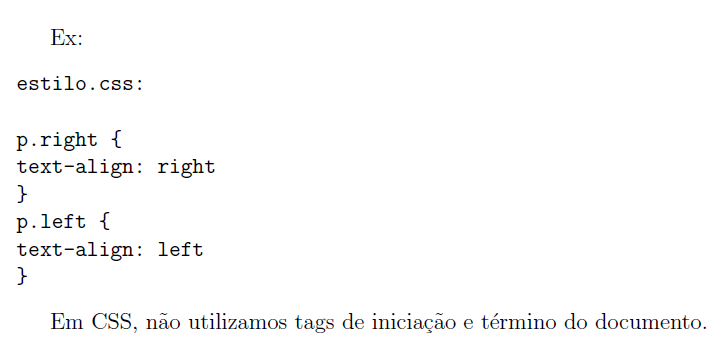 Ex:
estilo.css:
p.right {
text-align: right
}
p.left {
text-align: left
}
Em CSS, não utilizamos tags de iniciação e término do documento.